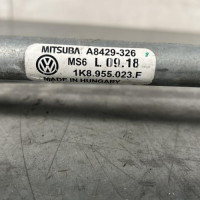 MITSUBA A8429-326
MS6 L 09.18
1K8.955.023.F
MADE IN HUNGARY